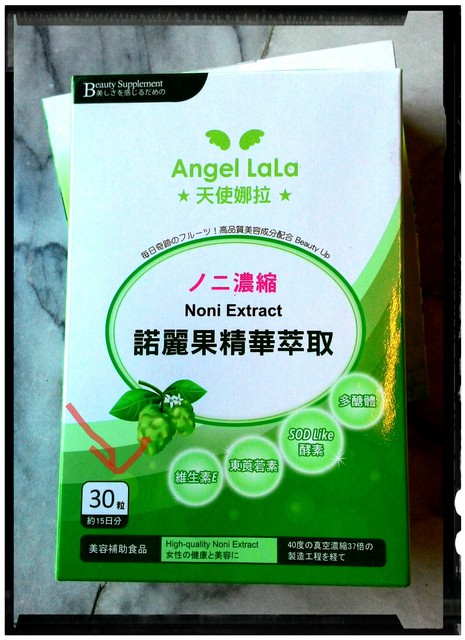 Beauty Supplement
美しさを感じるための
Angel LaLa
★ 天使娜拉 ★
毎日奇跡のフルーツ！高品質美容成分配合 Beauty Up
ノニ濃縮
Noni Extract
諾麗果精華萃取
多醣體
SOD Like
酵素
東莨菪素
維生素E
30粒
約15日分
美容補助食品
High-quality Noni Extract
女性の健康と美容に
40度の真空濃縮37倍の
製造工程を経て